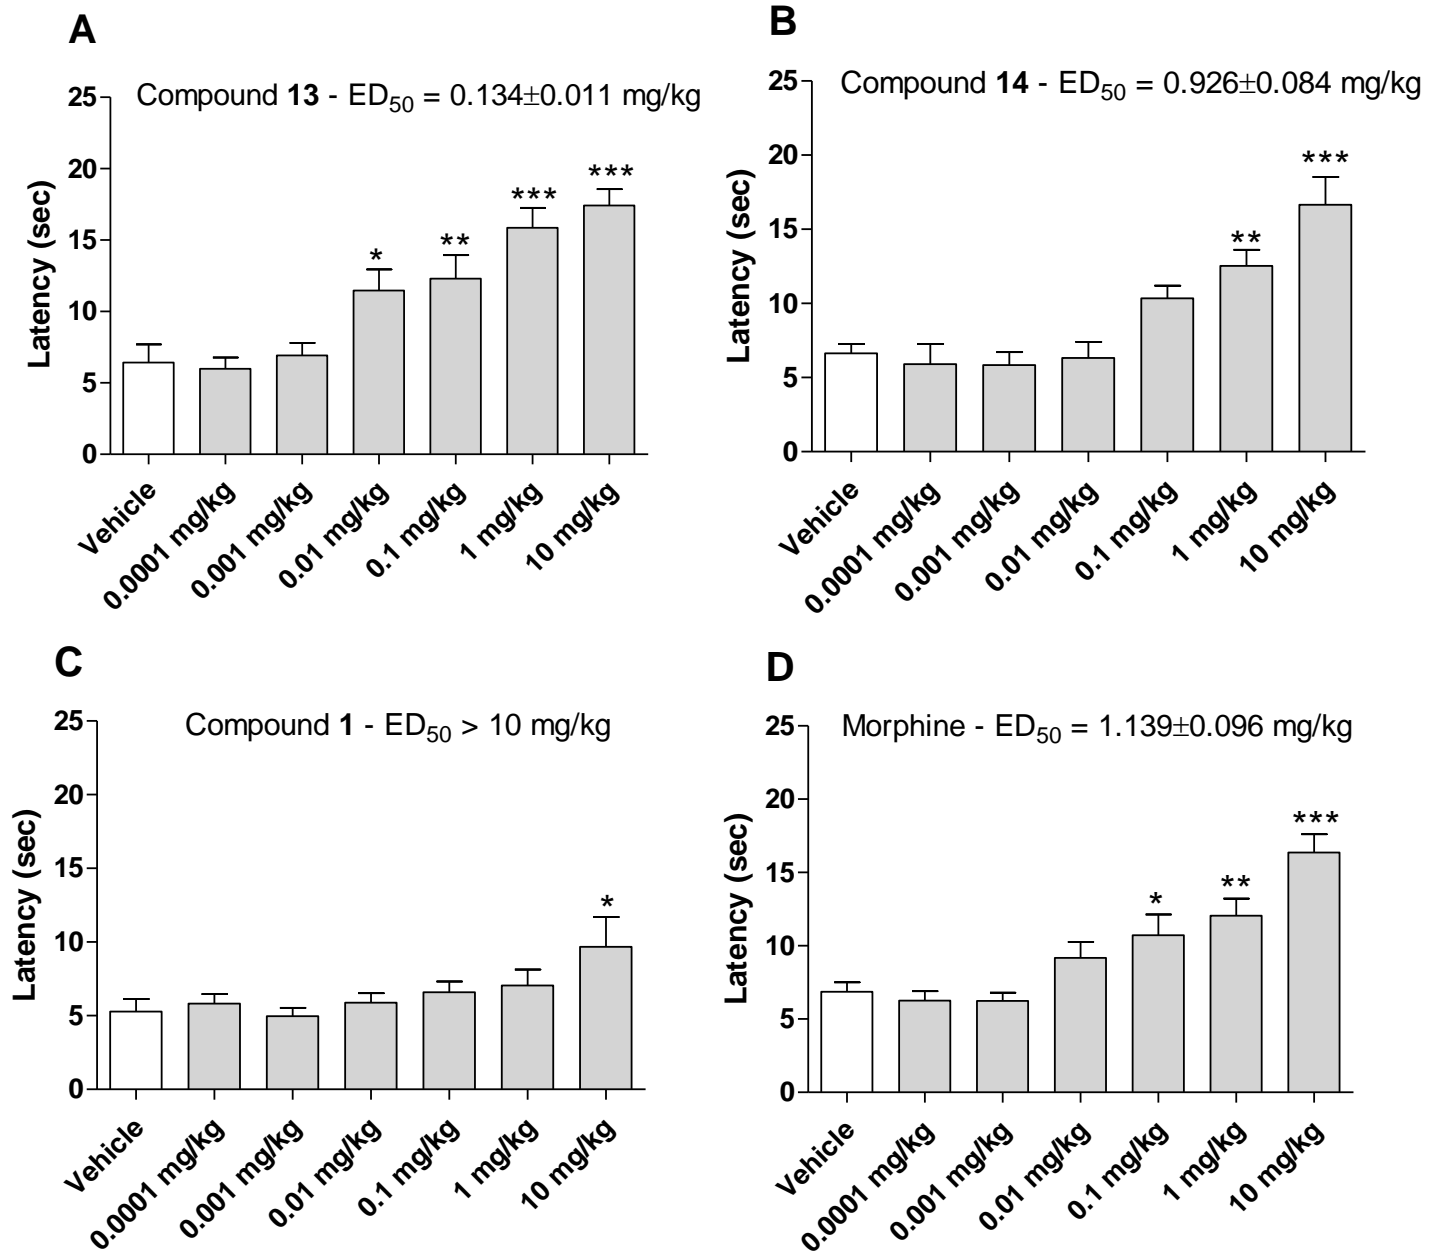 A
Compound 13 - ED50 = 0.134±0.011 mg/kg
Latency (sec)
25
20
15
10
5
0
*
**
***
***
Vehicle
0.0001 mg/kg
0.001 mg/kg
0.01 mg/kg
0.1 mg/kg
1 mg/kg
10 mg/kg
B
Compound 14 - ED50 = 0.926±0.084 mg/kg
Latency (sec)
25
20
15
10
5
0
**
***
Vehicle
0.0001 mg/kg
0.001 mg/kg
0.01 mg/kg
0.1 mg/kg
1 mg/kg
10 mg/kg
C
Compound 1 - ED50 > 10 mg/kg
Latency (sec)
25
20
15
10
5
0
*
Vehicle
0.0001 mg/kg
0.001 mg/kg
0.01 mg/kg
0.1 mg/kg
1 mg/kg
10 mg/kg
D
Morphine - ED50 = 1.139±0.096 mg/kg
Latency (sec)
25
20
15
10
5
0
*
**
***
Vehicle
0.0001 mg/kg
0.001 mg/kg
0.01 mg/kg
0.1 mg/kg
1 mg/kg
10 mg/kg